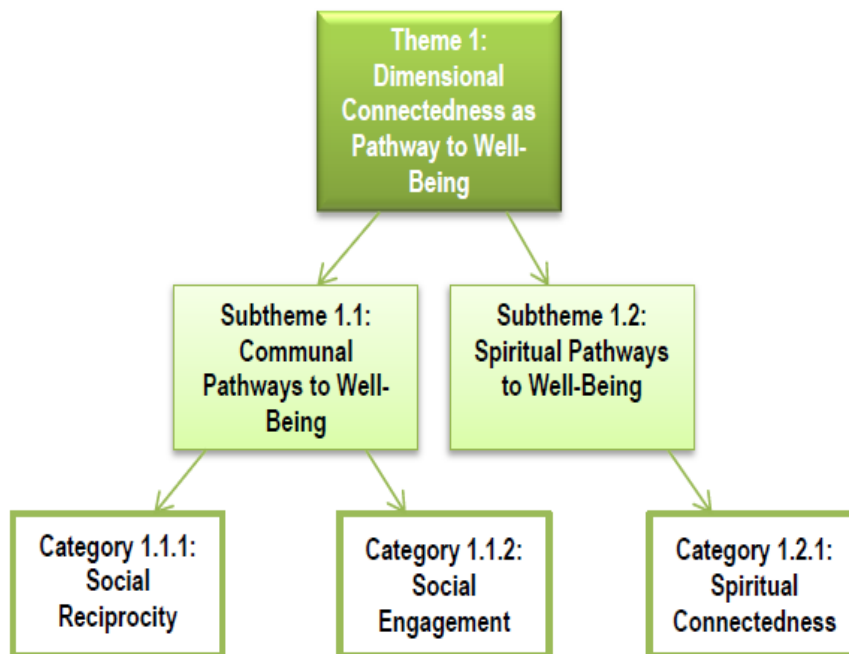 Theme 1:
Dimensional
Connectedness as
Pathway to Well-
Being
Subtheme 1.1:
Communal
Pathways to Well-
Being
Subtheme 1.2:
Spiritual Pathways
to Well-Being
Category 1.1.1:
Social
Reciprocity
Category 1.1.2:
Social
Engagement
Category 1.2.1:
Spiritual
Connectedness